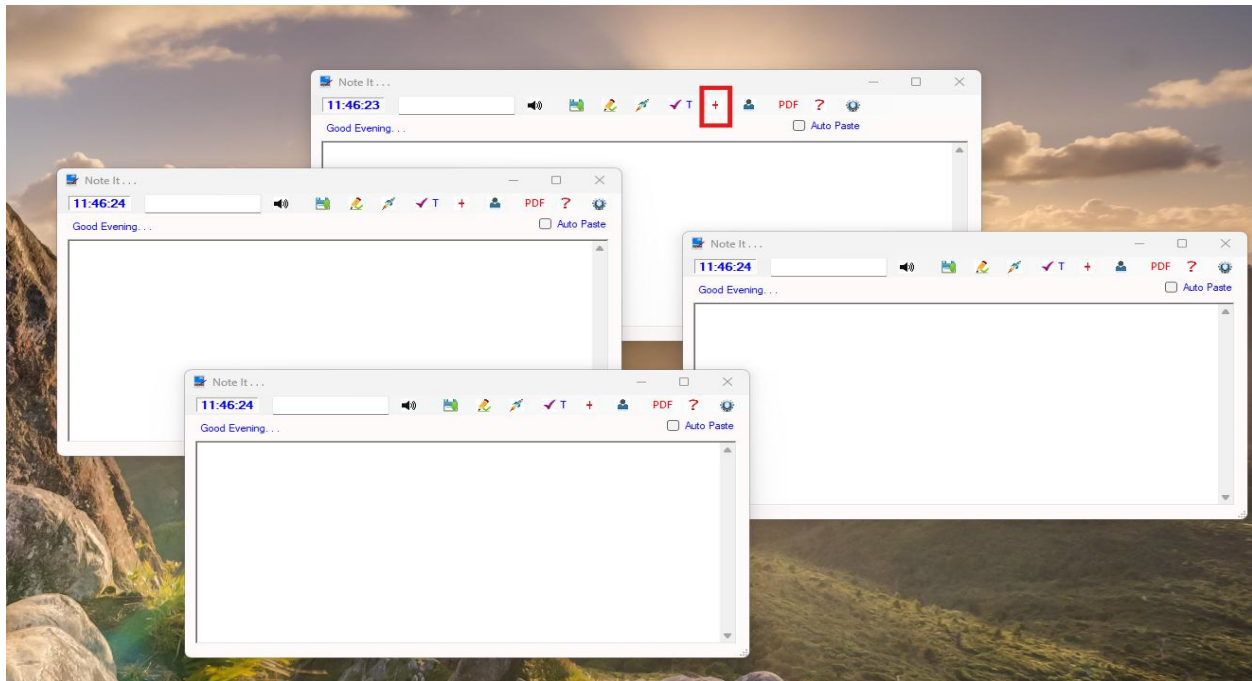 Note It . . .
11:46:23
T + PDF ?
Good Evening. . .
Auto Paste
Note It . . .
11:46:24
T + PDF ?
Good Evening. . .
Auto Paste
Note It . . .
11:46:24
T + PDF ?
Good Evening. . .
Auto Paste
Note It . . .
11:46:24
T + PDF ?
Good Evening. . .
Auto Paste